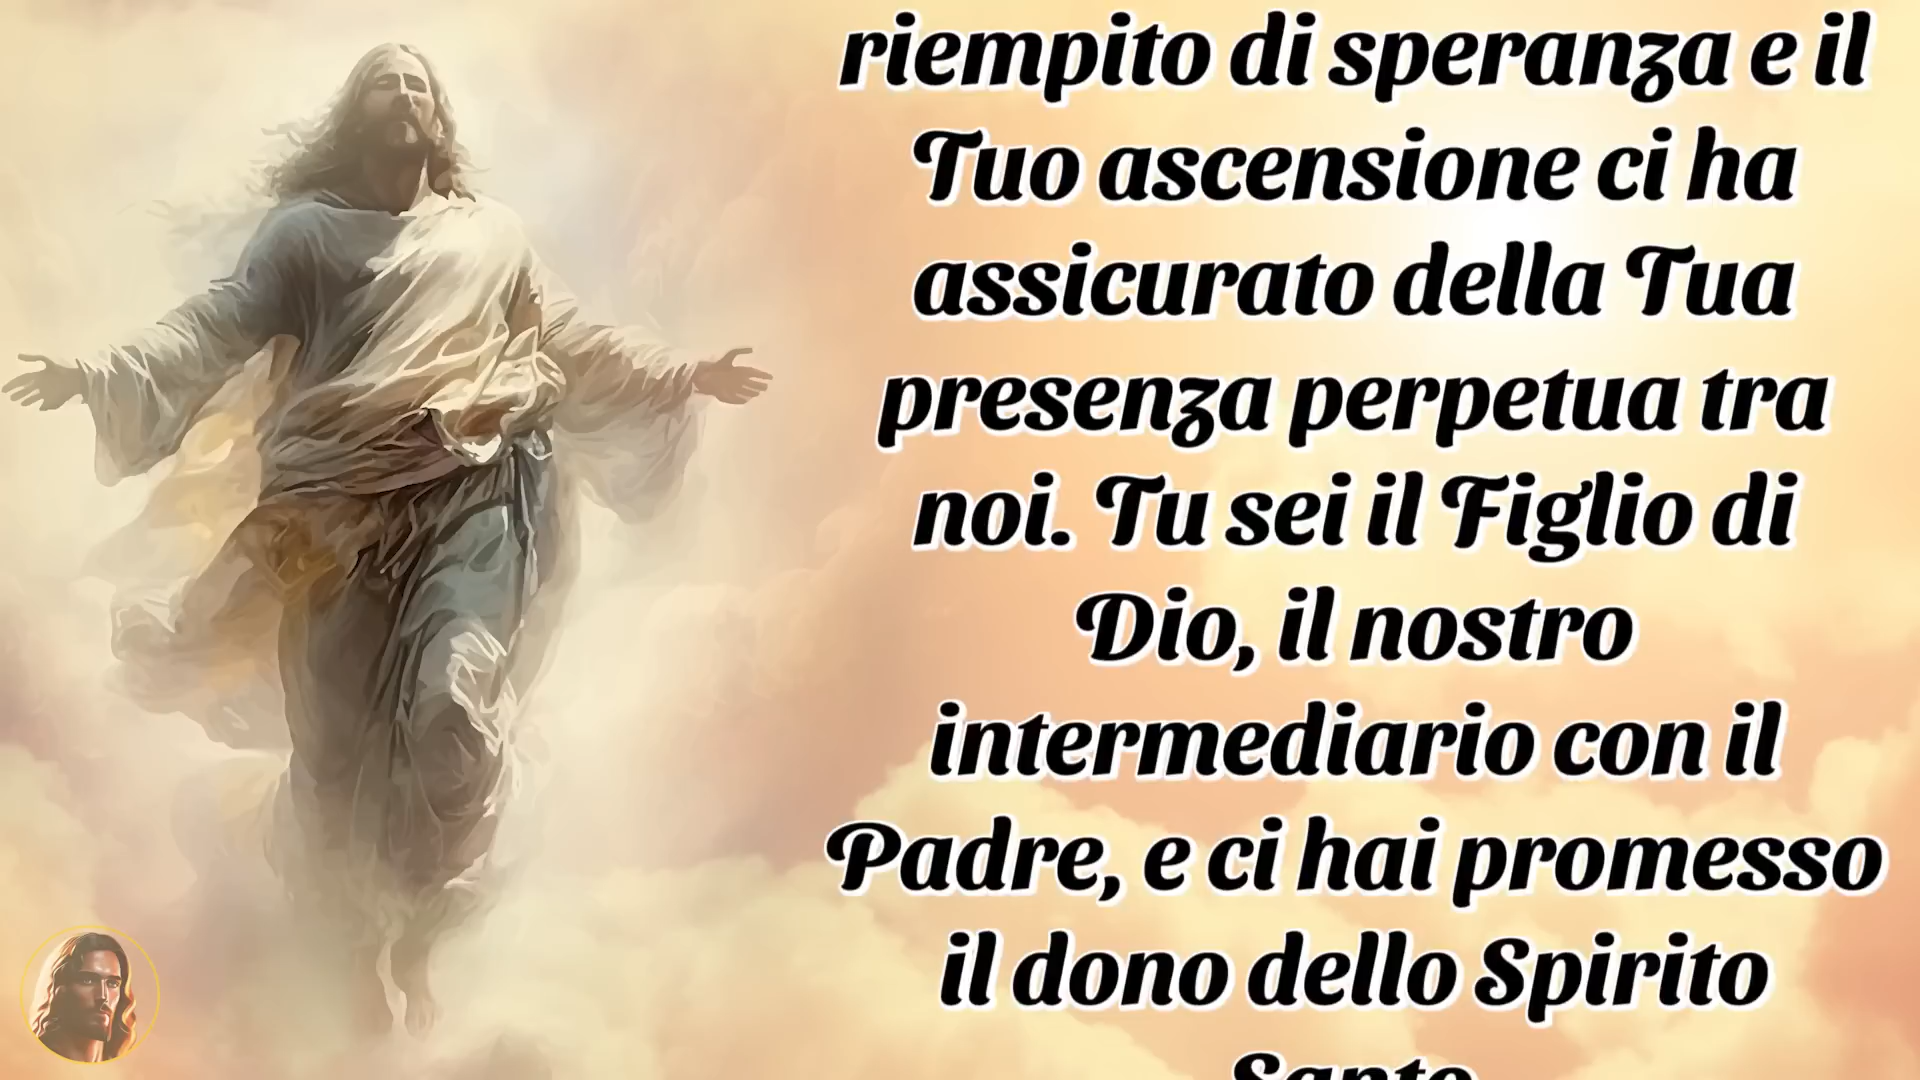 riempito di speranza e il
Tuo ascensione ci ha
assicurato della Tua
presenza perpetua tra
noi. Tu sei il Figlio di
Dio, il nostro
intermediario con il
Padre, e ci hai promesso
il dono dello Spirito
Santo